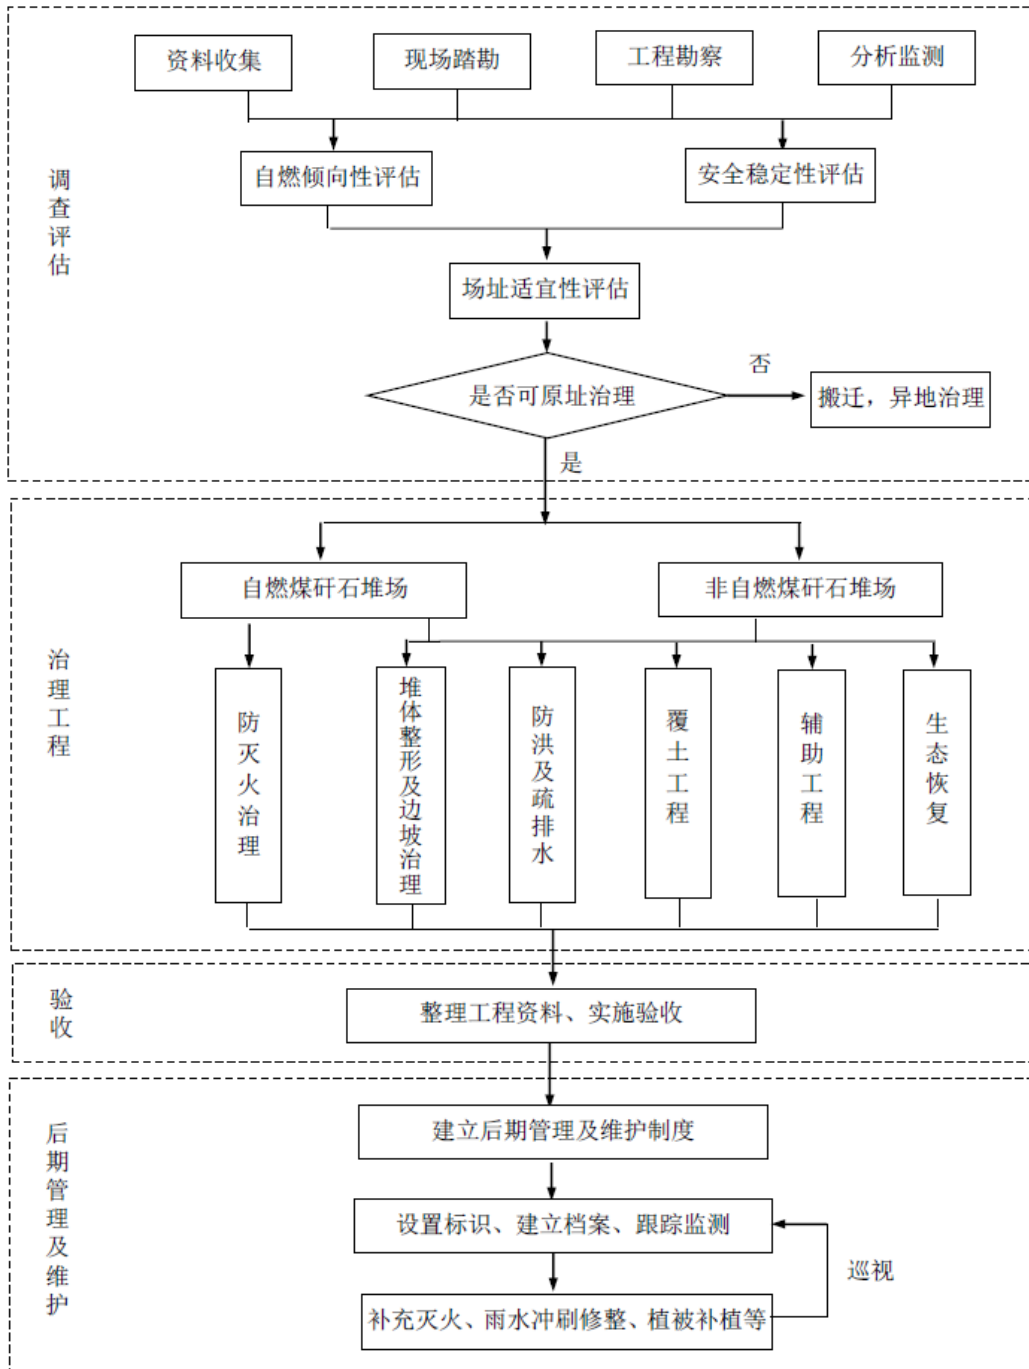 调查评估
资料收集
现场踏勘
工程勘察
分析监测
自燃倾向性评估
安全稳定性评估
场址适宜性评估
是否可原址治理
否
搬迁，异地治理
是
治理工程
自燃煤矸石堆场
非自燃煤矸石堆场
防灭火治理
堆体整形及边坡治理
防洪及疏排水
覆土工程
辅助工程
生态恢复
验收
整理工程资料、实施验收
后期管理及维护
建立后期管理及维护制度
设置标识、建立档案、跟踪监测
巡视
补充灭火、雨水冲刷修整、植被补植等